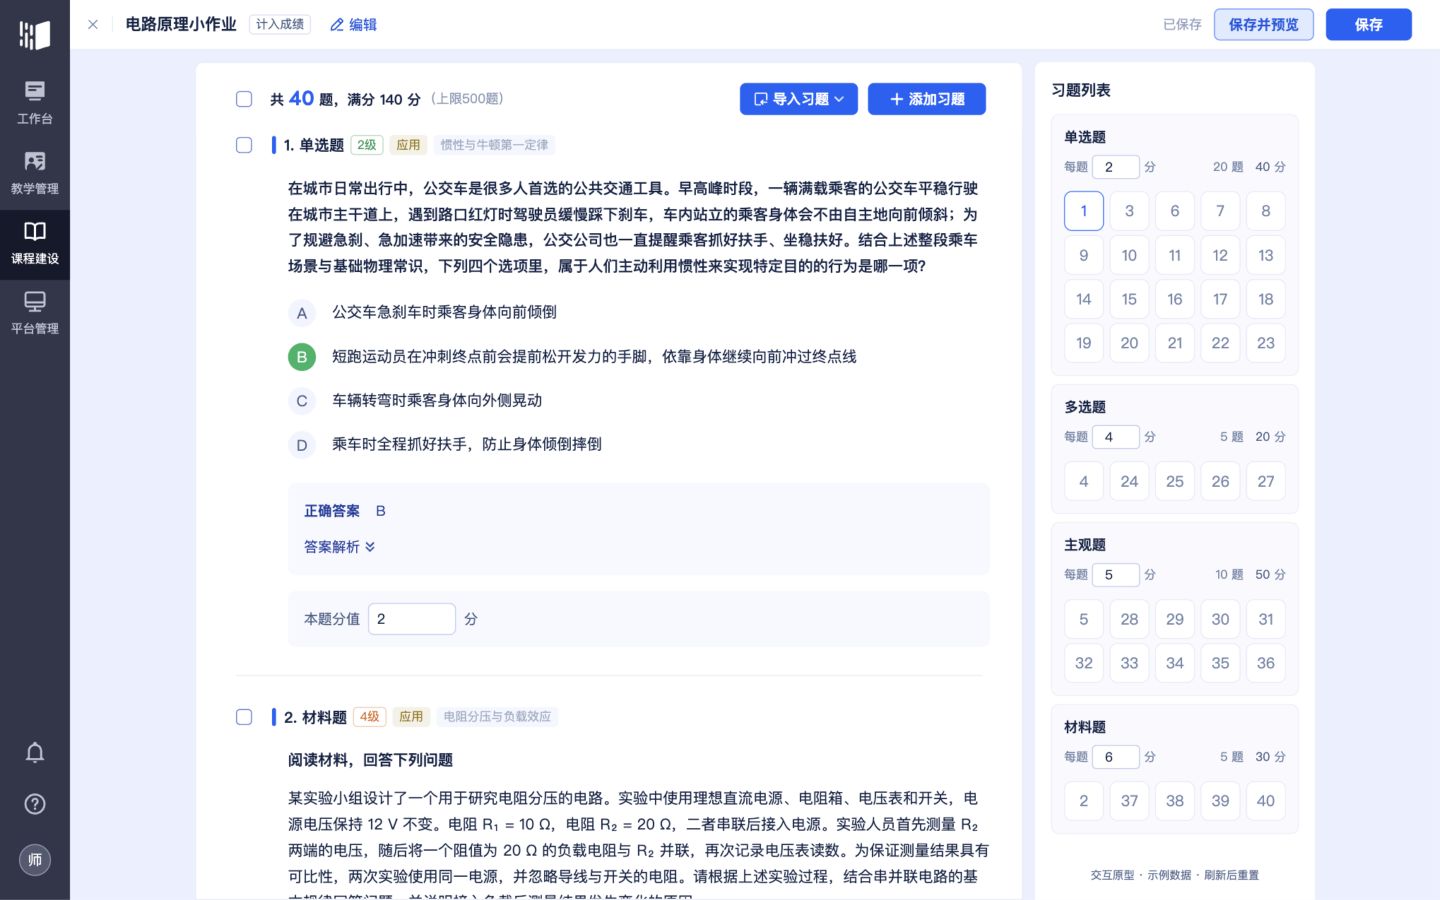 电路原理小作业 计入成绩 编辑
已保存 保存并预览 保存
工作台
教学管理
课程建设
平台管理
师
共 40 题，满分 140 分 （上限500题）
导入习题 添加习题
1. 单选题 2级 应用 惯性与牛顿第一定律
在城市日常出行中，公交车是很多人首选的公共交通工具。早高峰时段，一辆满载乘客的公交车平稳行驶
在城市主干道上，遇到路口红灯时驾驶员缓慢踩下刹车，车内站立的乘客身体会不由自主地向前倾斜；为
了规避急刹、急加速带来的安全隐患，公交公司也一直提醒乘客抓好扶手、坐稳扶好。结合上述整段乘车
场景与基础物理常识，下列四个选项里，属于人们主动利用惯性来实现特定目的的行为是哪一项?
A 公交车急刹车时乘客身体向前倾倒
B 短跑运动员在冲刺终点前会提前松开发力的手脚，依靠身体继续向前冲过终点线
C 车辆转弯时乘客身体向外侧晃动
D 乘车时全程抓好扶手，防止身体倾倒摔倒
正确答案 B
答案解析
本题分值 2 分
2. 材料题 4级 应用 电阻分压与负载效应
阅读材料，回答下列问题
某实验小组设计了一个用于研究电阻分压的电路。实验中使用理想直流电源、电阻箱、电压表和开关，电
源电压保持 12 V 不变。电阻 R₁ = 10 Ω，电阻 R₂ = 20 Ω，二者串联后接入电源。实验人员首先测量 R₂
两端的电压，随后将一个阻值为 20 Ω 的负载电阻与 R₂ 并联，再次记录电压表读数。为保证测量结果具有
可比性，两次实验使用同一电源，并忽略导线与开关的电阻。请根据上述实验过程，结合串并联电路的基
习题列表
单选题
每题 2 分 20 题 40 分
1 3 6 7 8
9 10 11 12 13
14 15 16 17 18
19 20 21 22 23
多选题
每题 4 分 5 题 20 分
4 24 25 26 27
主观题
每题 5 分 10 题 50 分
5 28 29 30 31
32 33 34 35 36
材料题
每题 6 分 5 题 30 分
2 37 38 39 40
交互原型 · 示例数据 · 刷新后重置